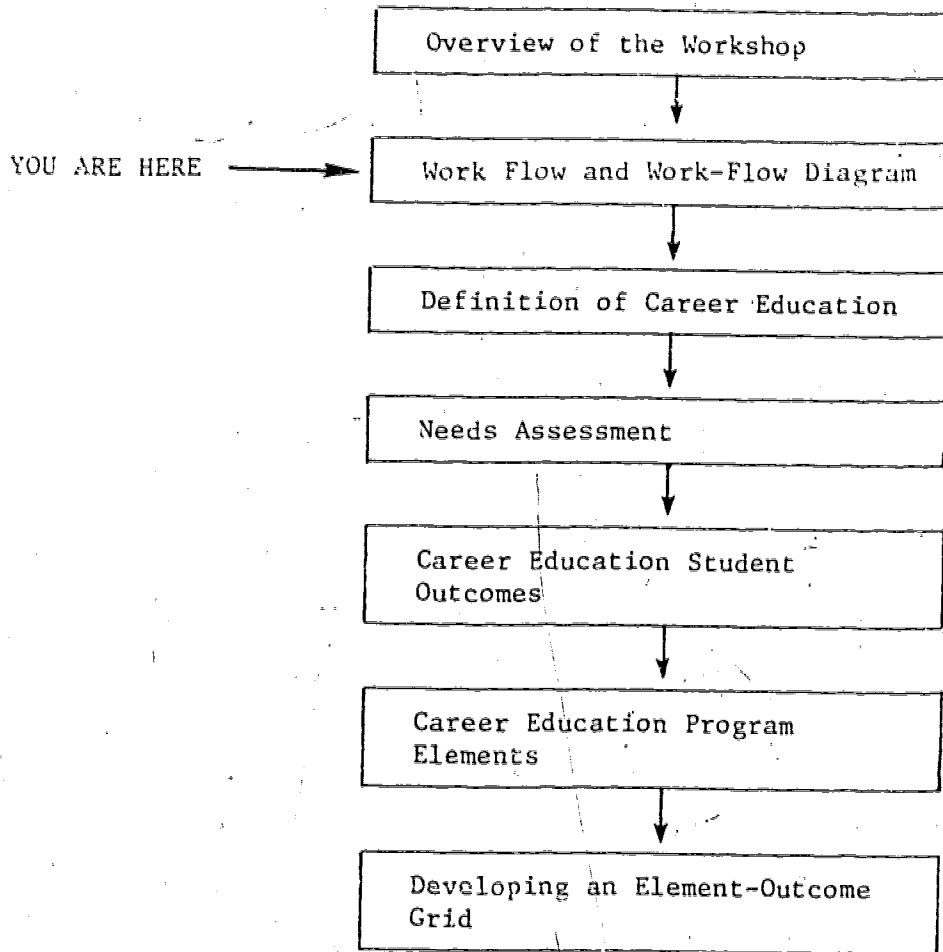 Overview of the Workshop
YOU ARE HERE
Work Flow and Work-Flow Diagram
Definition of Career Education
Needs Assessment
Career Education Student
Outcomes
Career Education Program
Elements
Developing an Element-Outcome
Grid